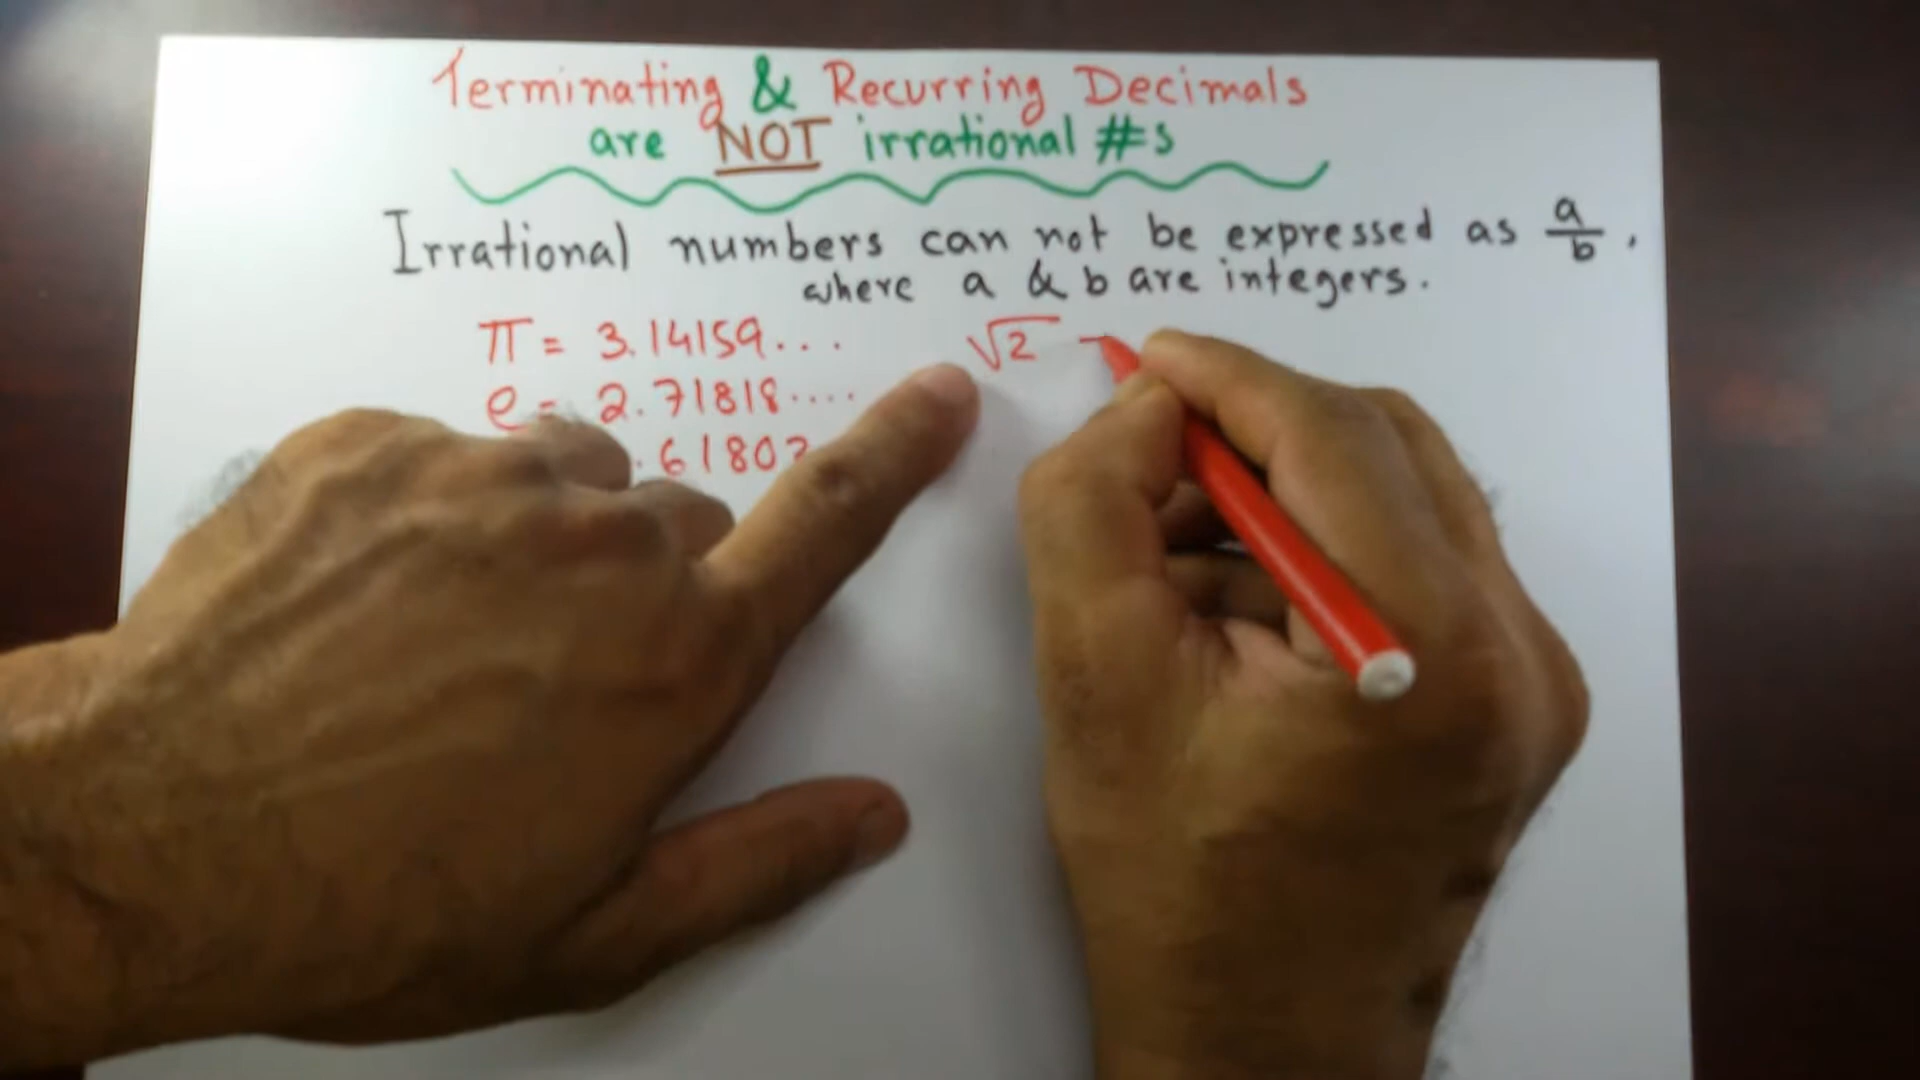 Terminating & Recurring Decimals
are NOT irrational #s
Irrational numbers can not be expressed as a/b,
where a & b are integers.
π = 3.14159...
√2
e = 2.71818....
.6180